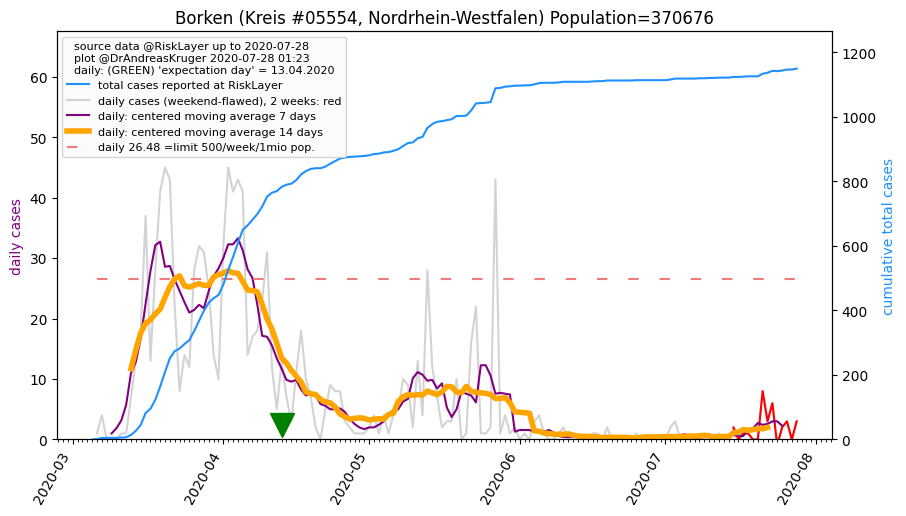 Borken (Kreis #05554, Nordrhein-Westfalen) Population=370676
source data @RiskLayer up to 2020-07-28
plot @DrAndreasKruger 2020-07-28 01:23
daily: (GREEN) 'expectation day' = 13.04.2020
total cases reported at RiskLayer
daily cases (weekend-flawed), 2 weeks: red
daily: centered moving average 7 days
daily: centered moving average 14 days
daily 26.48 =limit 500/week/1mio pop.
daily cases
60
50
40
30
20
10
0
cumulative total cases
1200
1000
800
600
400
200
0
2020-03
2020-04
2020-05
2020-06
2020-07
2020-08